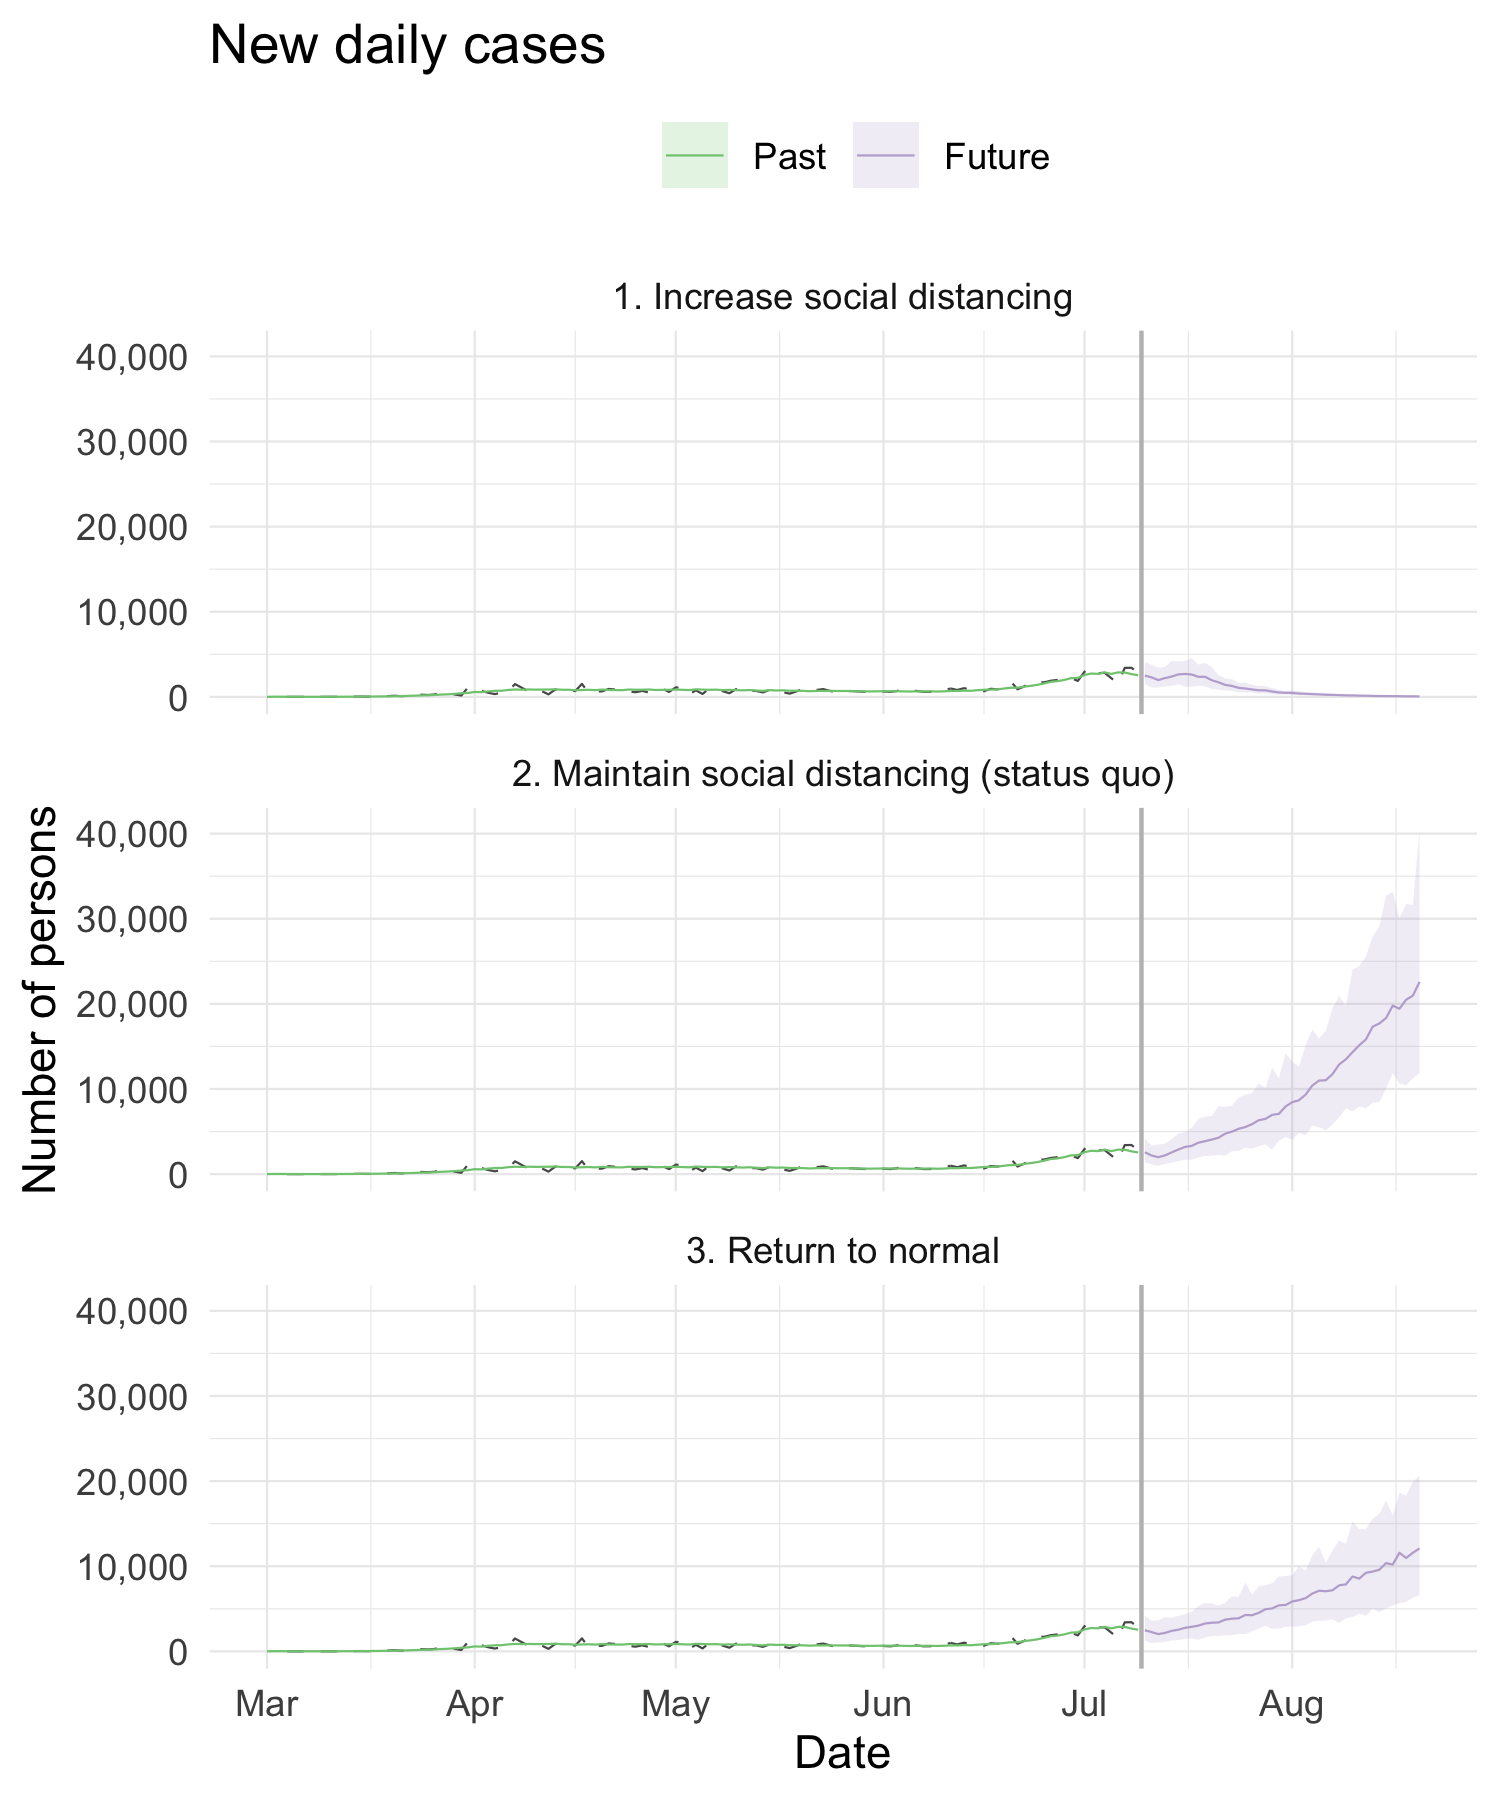 New daily cases
Past Future
1. Increase social distancing
40,000
30,000
20,000
10,000
0
2. Maintain social distancing (status quo)
Number of persons
40,000
30,000
20,000
10,000
0
3. Return to normal
40,000
30,000
20,000
10,000
0
Mar Apr May Jun Jul Aug
Date